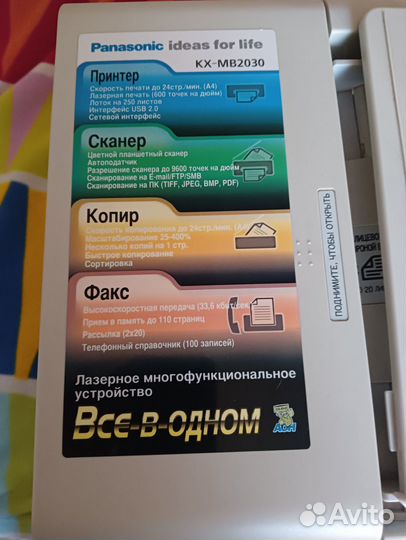 Panasonic ideas for life
KX-MB2030
Принтер
Скорость печати до 24стр./мин. (А4)
Лазерная печать (600 точек на дюйм)
Лоток на 250 листов
Интерфейс USB 2.0
Сетевой интерфейс
Сканер
Цветной планшетный сканер
Автоподатчик
Разрешение сканера до 9600 точек на дюйм
Сканирование на E-mail/FTP/SMB
Сканирование на ПК (TIFF, JPEG, BMP, PDF)
Копир
Скорость копирования до 24стр./мин. (А4)
Масштабирование 25-400%
Несколько копий на 1 стр.
Быстрое копирование
Сортировка
Факс
Высокоскоростная передача (33,6 кбит/сек)
Прием в память до 110 страниц
Рассылка (2x20)
Телефонный справочник (100 записей)
Лазерное многофункциональное
устройство
ВСЕ-В-ОДНОМ
ПОДНИМИТЕ, ЧТОБЫ ОТКРЫТЬ
Avito